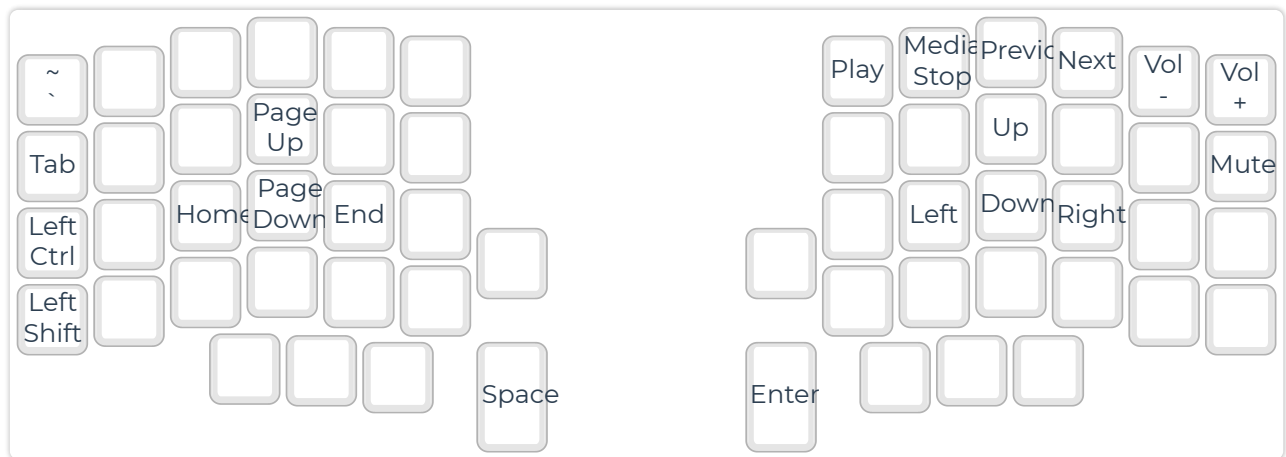 ~
`
Play
Media
Stop
Previo
Next
Vol
-
Vol
+
Tab
Page
Up
Up
Mute
Left
Ctrl
Home
Page
Down
End
Left
Down
Right
Left
Shift
Space
Enter